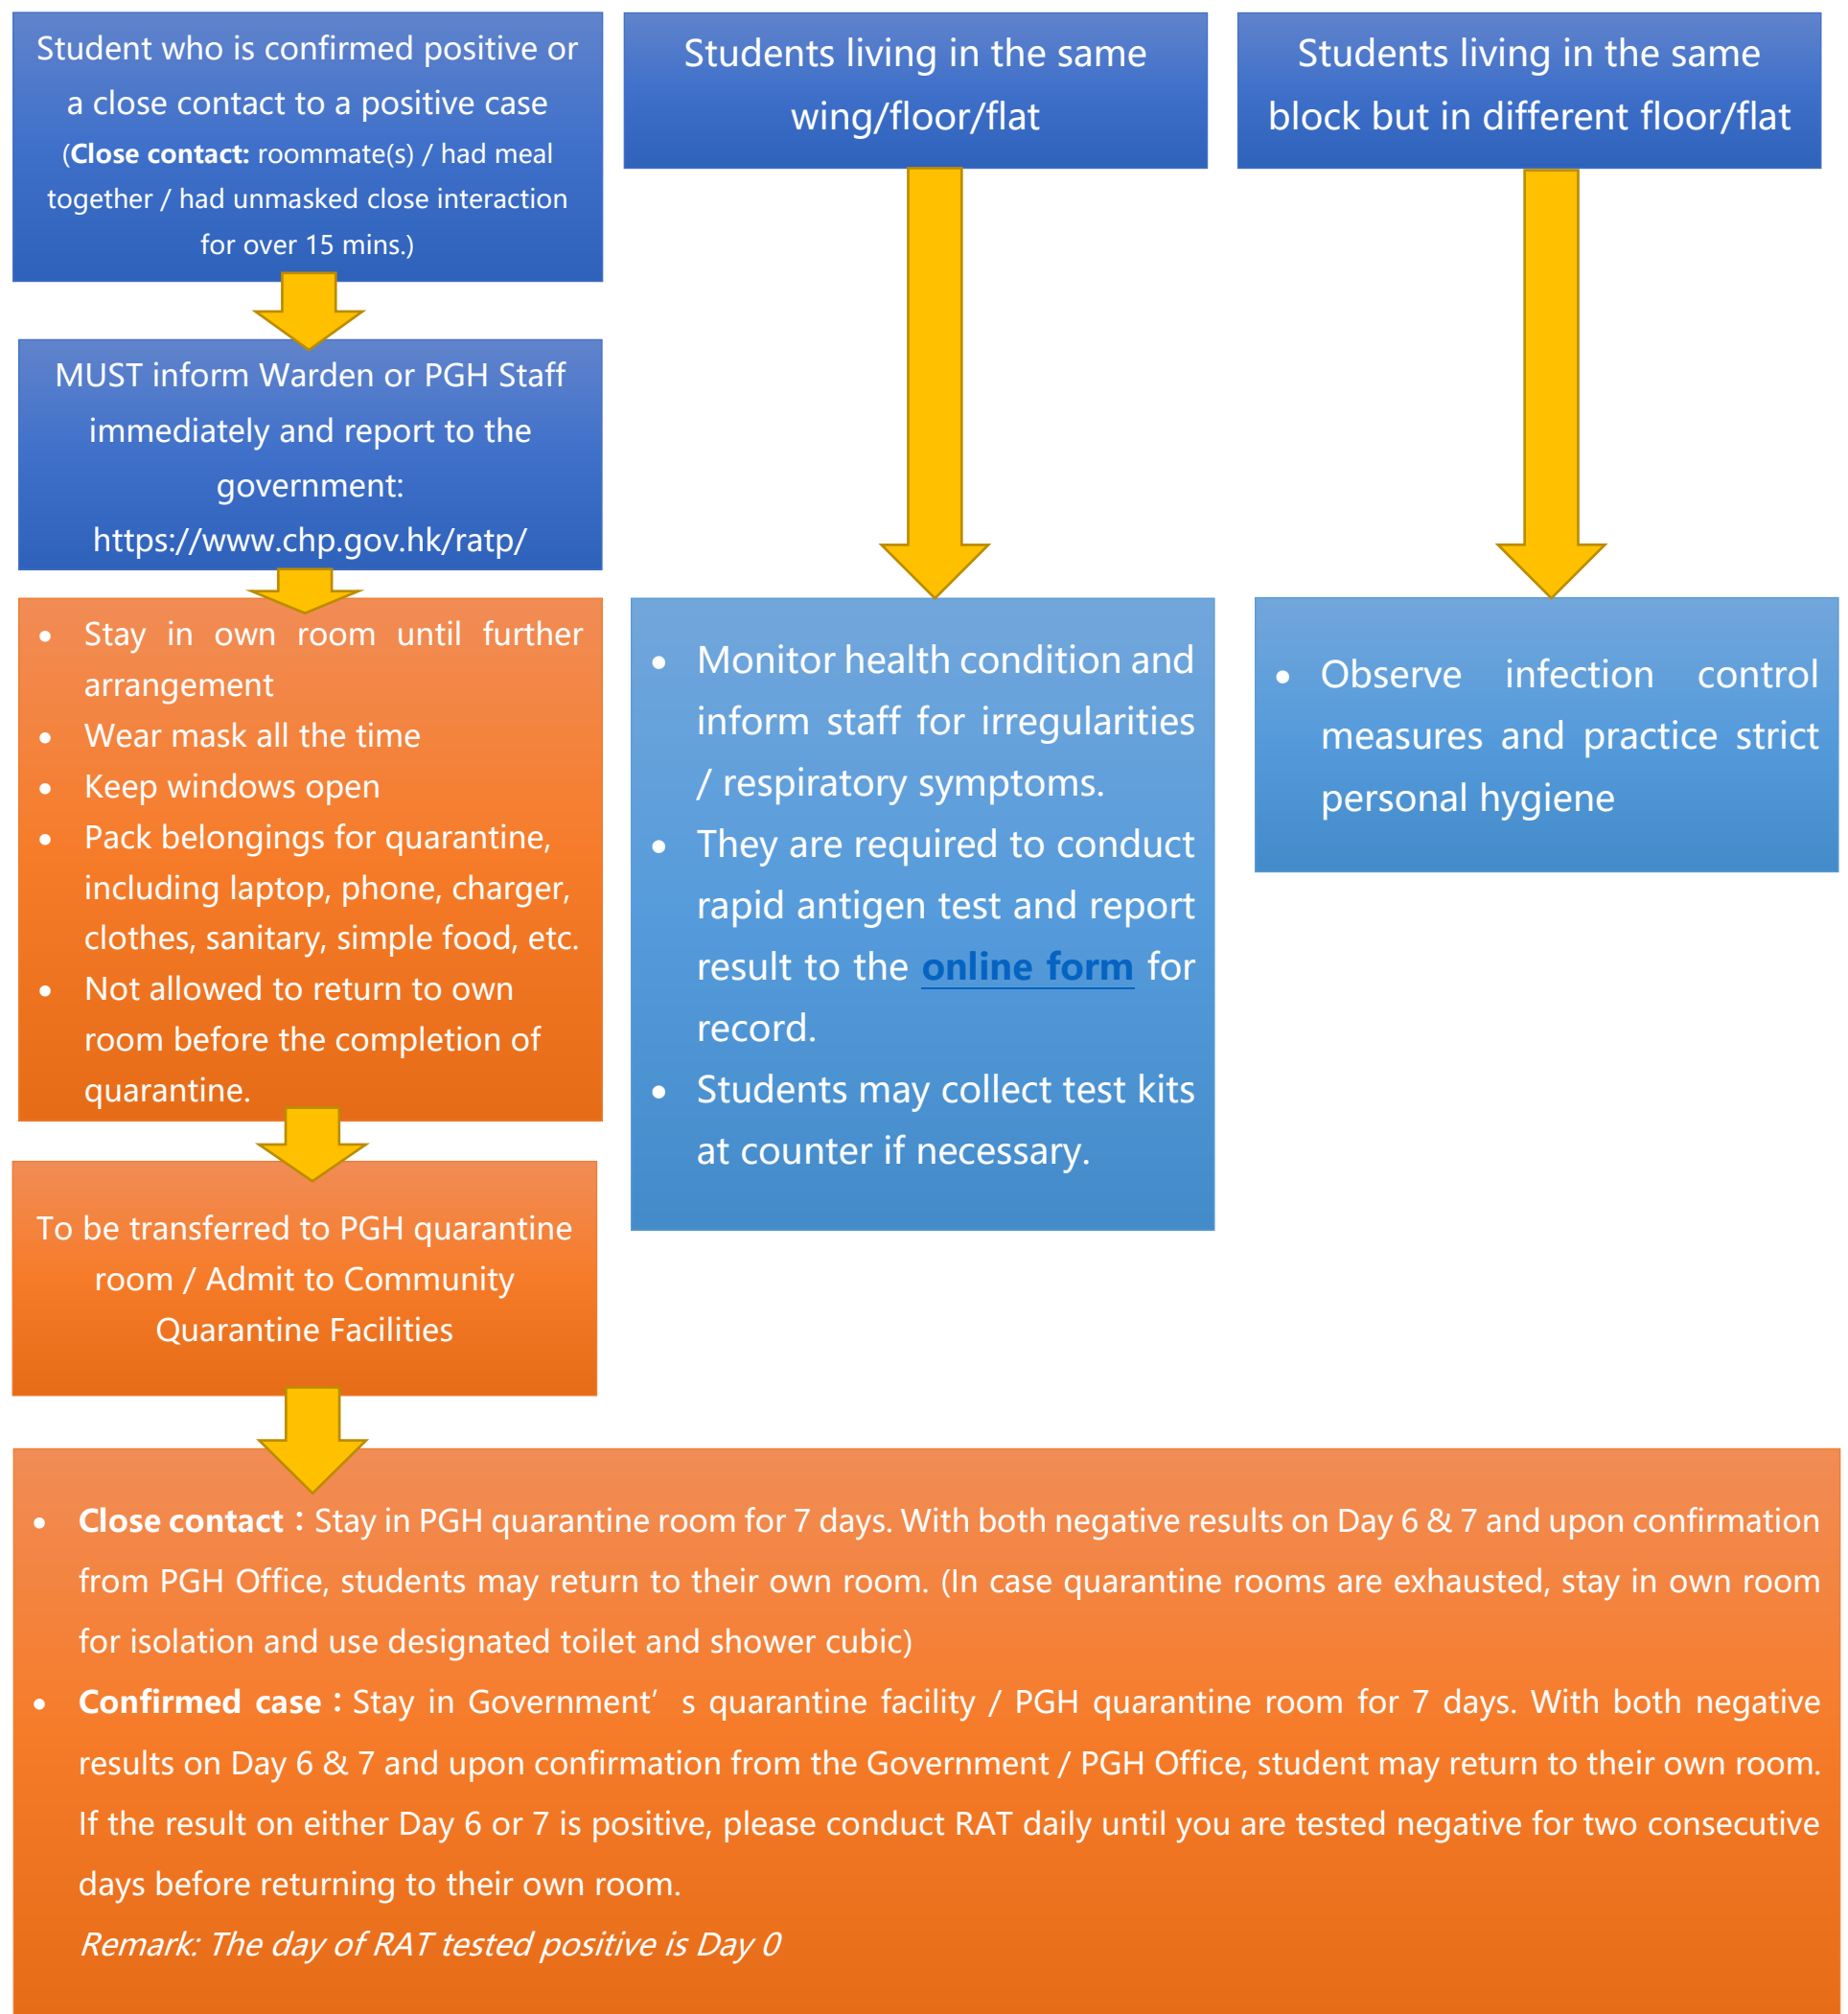 Student who is confirmed positive or
a close contact to a positive case
(Close contact: roommate(s) / had meal
together / had unmasked close interaction
for over 15 mins.)
MUST inform Warden or PGH Staff
immediately and report to the
government:
https://www.chp.gov.hk/ratp/
• Stay in own room until further
arrangement
• Wear mask all the time
• Keep windows open
• Pack belongings for quarantine,
including laptop, phone, charger,
clothes, sanitary, simple food, etc.
• Not allowed to return to own
room before the completion of
quarantine.
To be transferred to PGH quarantine
room / Admit to Community
Quarantine Facilities
Students living in the same
wing/floor/flat
• Monitor health condition and
inform staff for irregularities
/ respiratory symptoms.
• They are required to conduct
rapid antigen test and report
result to the online form for
record.
• Students may collect test kits
at counter if necessary.
Students living in the same
block but in different floor/flat
• Observe infection control
measures and practice strict
personal hygiene
• Close contact：Stay in PGH quarantine room for 7 days. With both negative results on Day 6 & 7 and upon confirmation
from PGH Office, students may return to their own room. (In case quarantine rooms are exhausted, stay in own room
for isolation and use designated toilet and shower cubic)
• Confirmed case：Stay in Government’s quarantine facility / PGH quarantine room for 7 days. With both negative
results on Day 6 & 7 and upon confirmation from the Government / PGH Office, student may return to their own room.
If the result on either Day 6 or 7 is positive, please conduct RAT daily until you are tested negative for two consecutive
days before returning to their own room.
Remark: The day of RAT tested positive is Day 0